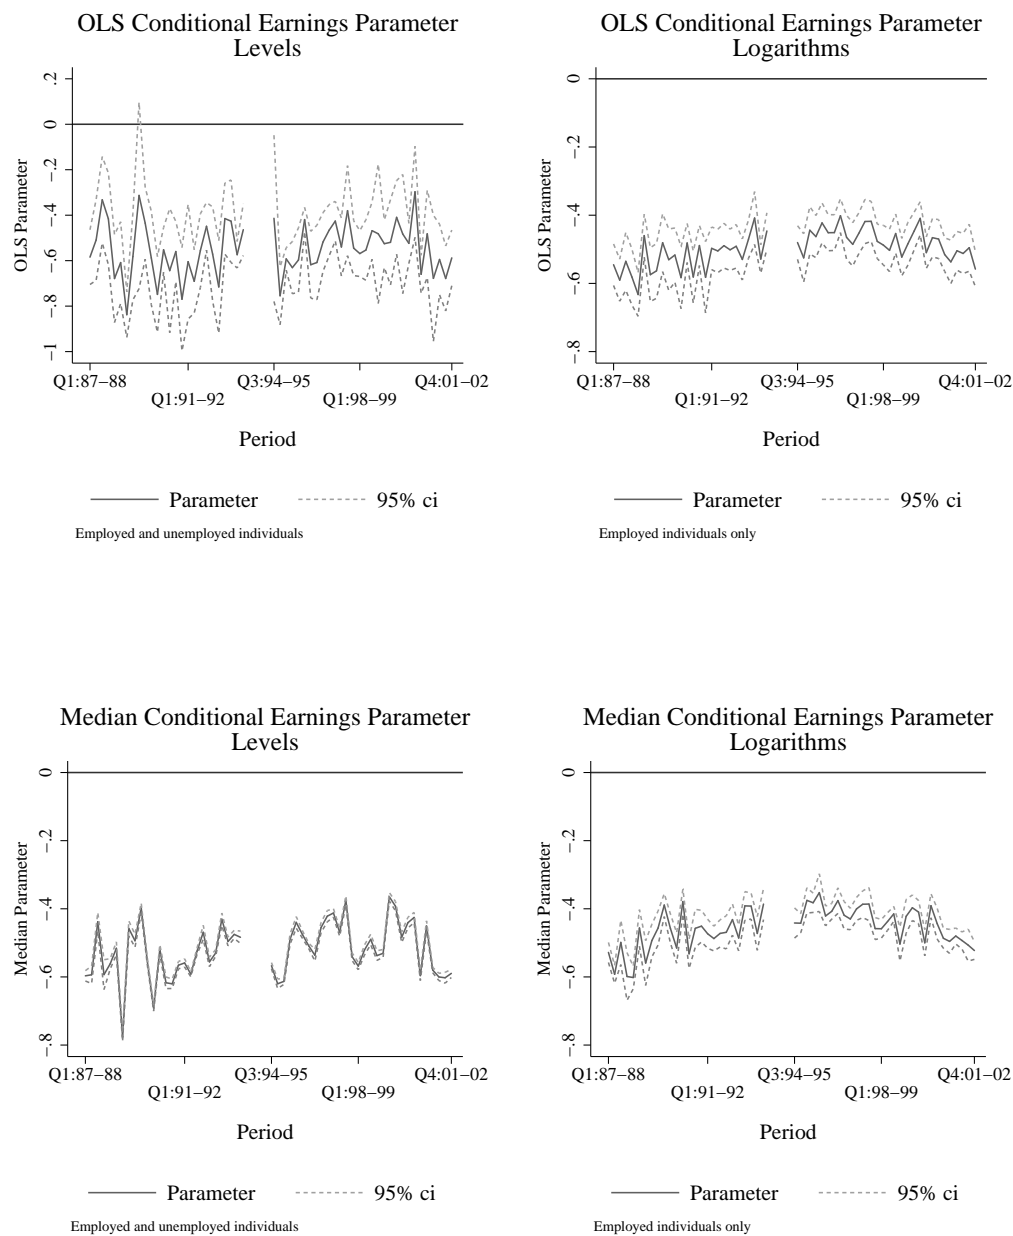 OLS Conditional Earnings Parameter
Levels
.2
0
−.2
−.4
−.6
−.8
−1
OLS Parameter
Q1:87−88
Q1:91−92
Q3:94−95
Q1:98−99
Q4:01−02
Period
Parameter
95% ci
Employed and unemployed individuals
OLS Conditional Earnings Parameter
Logarithms
0
−.2
−.4
−.6
−.8
OLS Parameter
Q1:87−88
Q1:91−92
Q3:94−95
Q1:98−99
Q4:01−02
Period
Parameter
95% ci
Employed individuals only
Median Conditional Earnings Parameter
Levels
0
−.2
−.4
−.6
−.8
Median Parameter
Q1:87−88
Q1:91−92
Q3:94−95
Q1:98−99
Q4:01−02
Period
Parameter
95% ci
Employed and unemployed individuals
Median Conditional Earnings Parameter
Logarithms
0
−.2
−.4
−.6
−.8
Median Parameter
Q1:87−88
Q1:91−92
Q3:94−95
Q1:98−99
Q4:01−02
Period
Parameter
95% ci
Employed individuals only